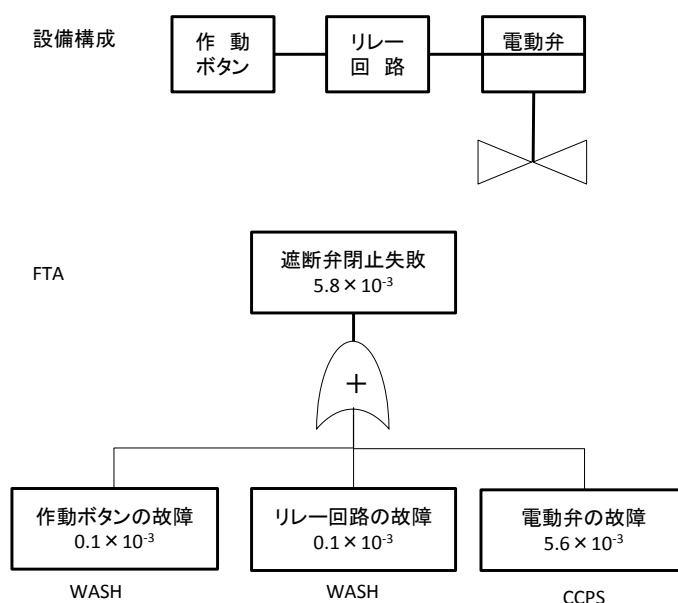 設備構成
作 動
ボタン
リレー
回 路
電動弁
遮断弁閉止失敗
5.8×10⁻³
FTA
+
作動ボタンの故障
0.1×10⁻³
リレー回路の故障
0.1×10⁻³
電動弁の故障
5.6×10⁻³
WASH
WASH
CCPS